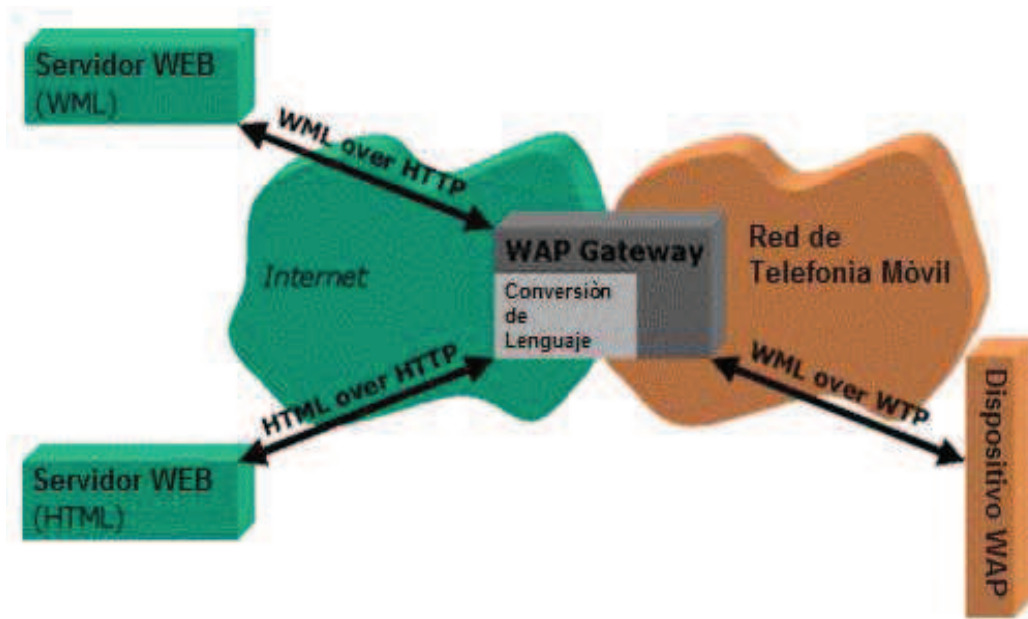 Servidor WEB
(WML)
WML over HTTP
Internet
WAP Gateway
Conversiòn
de
Lenguaje
Red de
Telefonia Mòvil
HTML over HTTP
WML over WTP
Servidor WEB
(HTML)
Dispositivo WAP